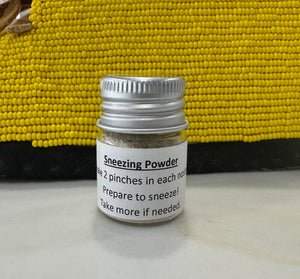 Sneezing Powder
2 pinches in each
Prepare to sneeze!
Take more if needed.